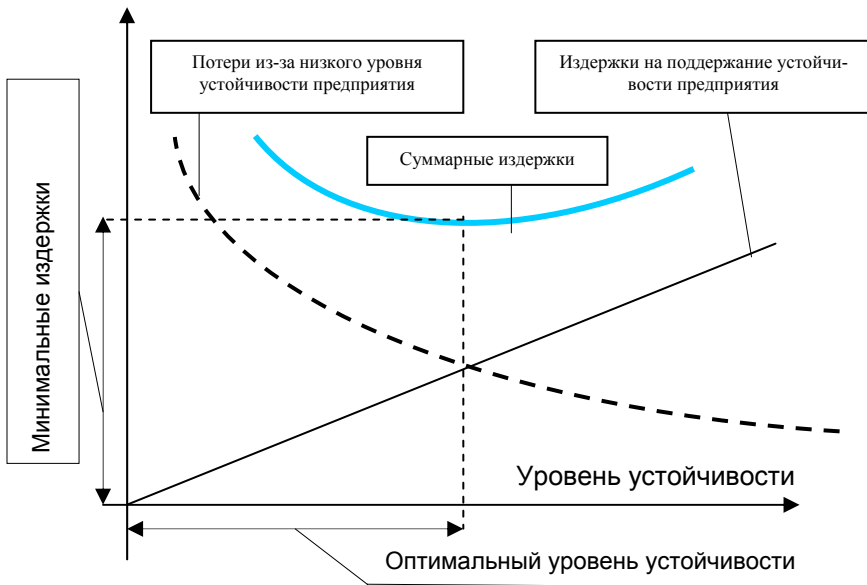 Потери из-за низкого уровня
устойчивости предприятия
Издержки на поддержание устойчи-
вости предприятия
Суммарные издержки
Минимальные издержки
Уровень устойчивости
Оптимальный уровень устойчивости